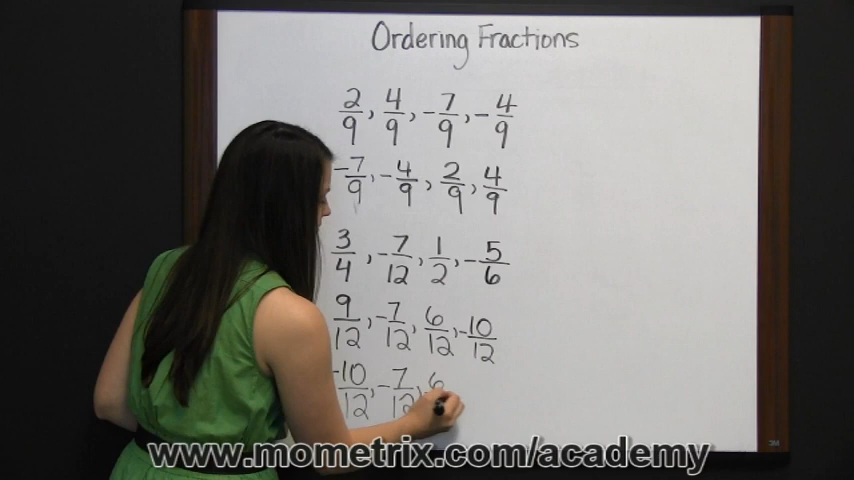 Ordering Fractions
2/9, 4/9, -7/9, -4/9
-7/9, -4/9, 2/9, 4/9
3/4, -7/12, 1/2, -5/6
9/12, -7/12, 6/12, -10/12
-10/12, -7/12, 6
www.mometrix.com/academy